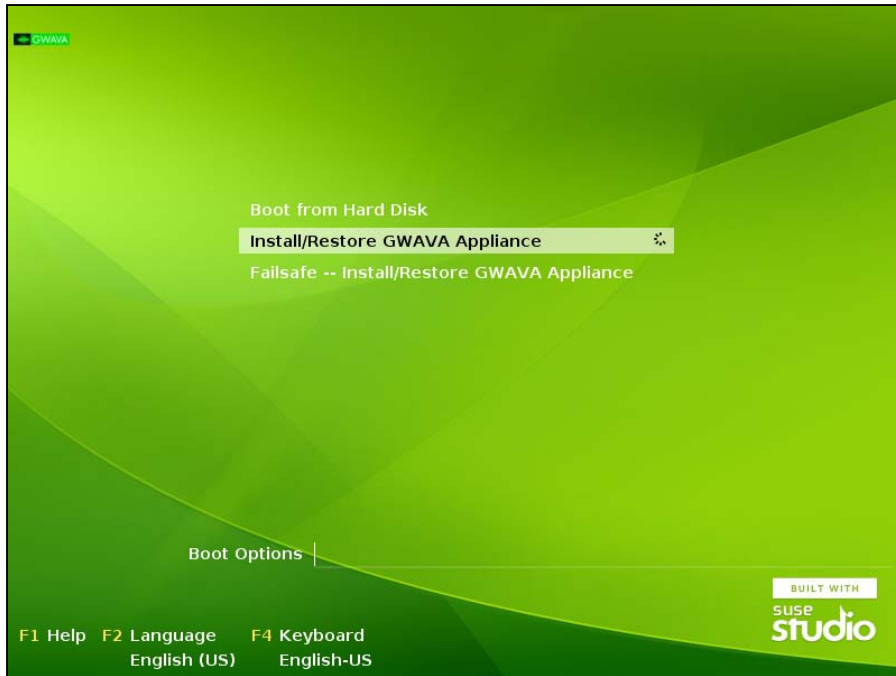 GWAVA
Boot from Hard Disk
Install/Restore GWAVA Appliance
Failsafe -- Install/Restore GWAVA Appliance
Boot Options
BUILT WITH
suse
studio
F1 Help F2 Language F4 Keyboard
English (US) English-US